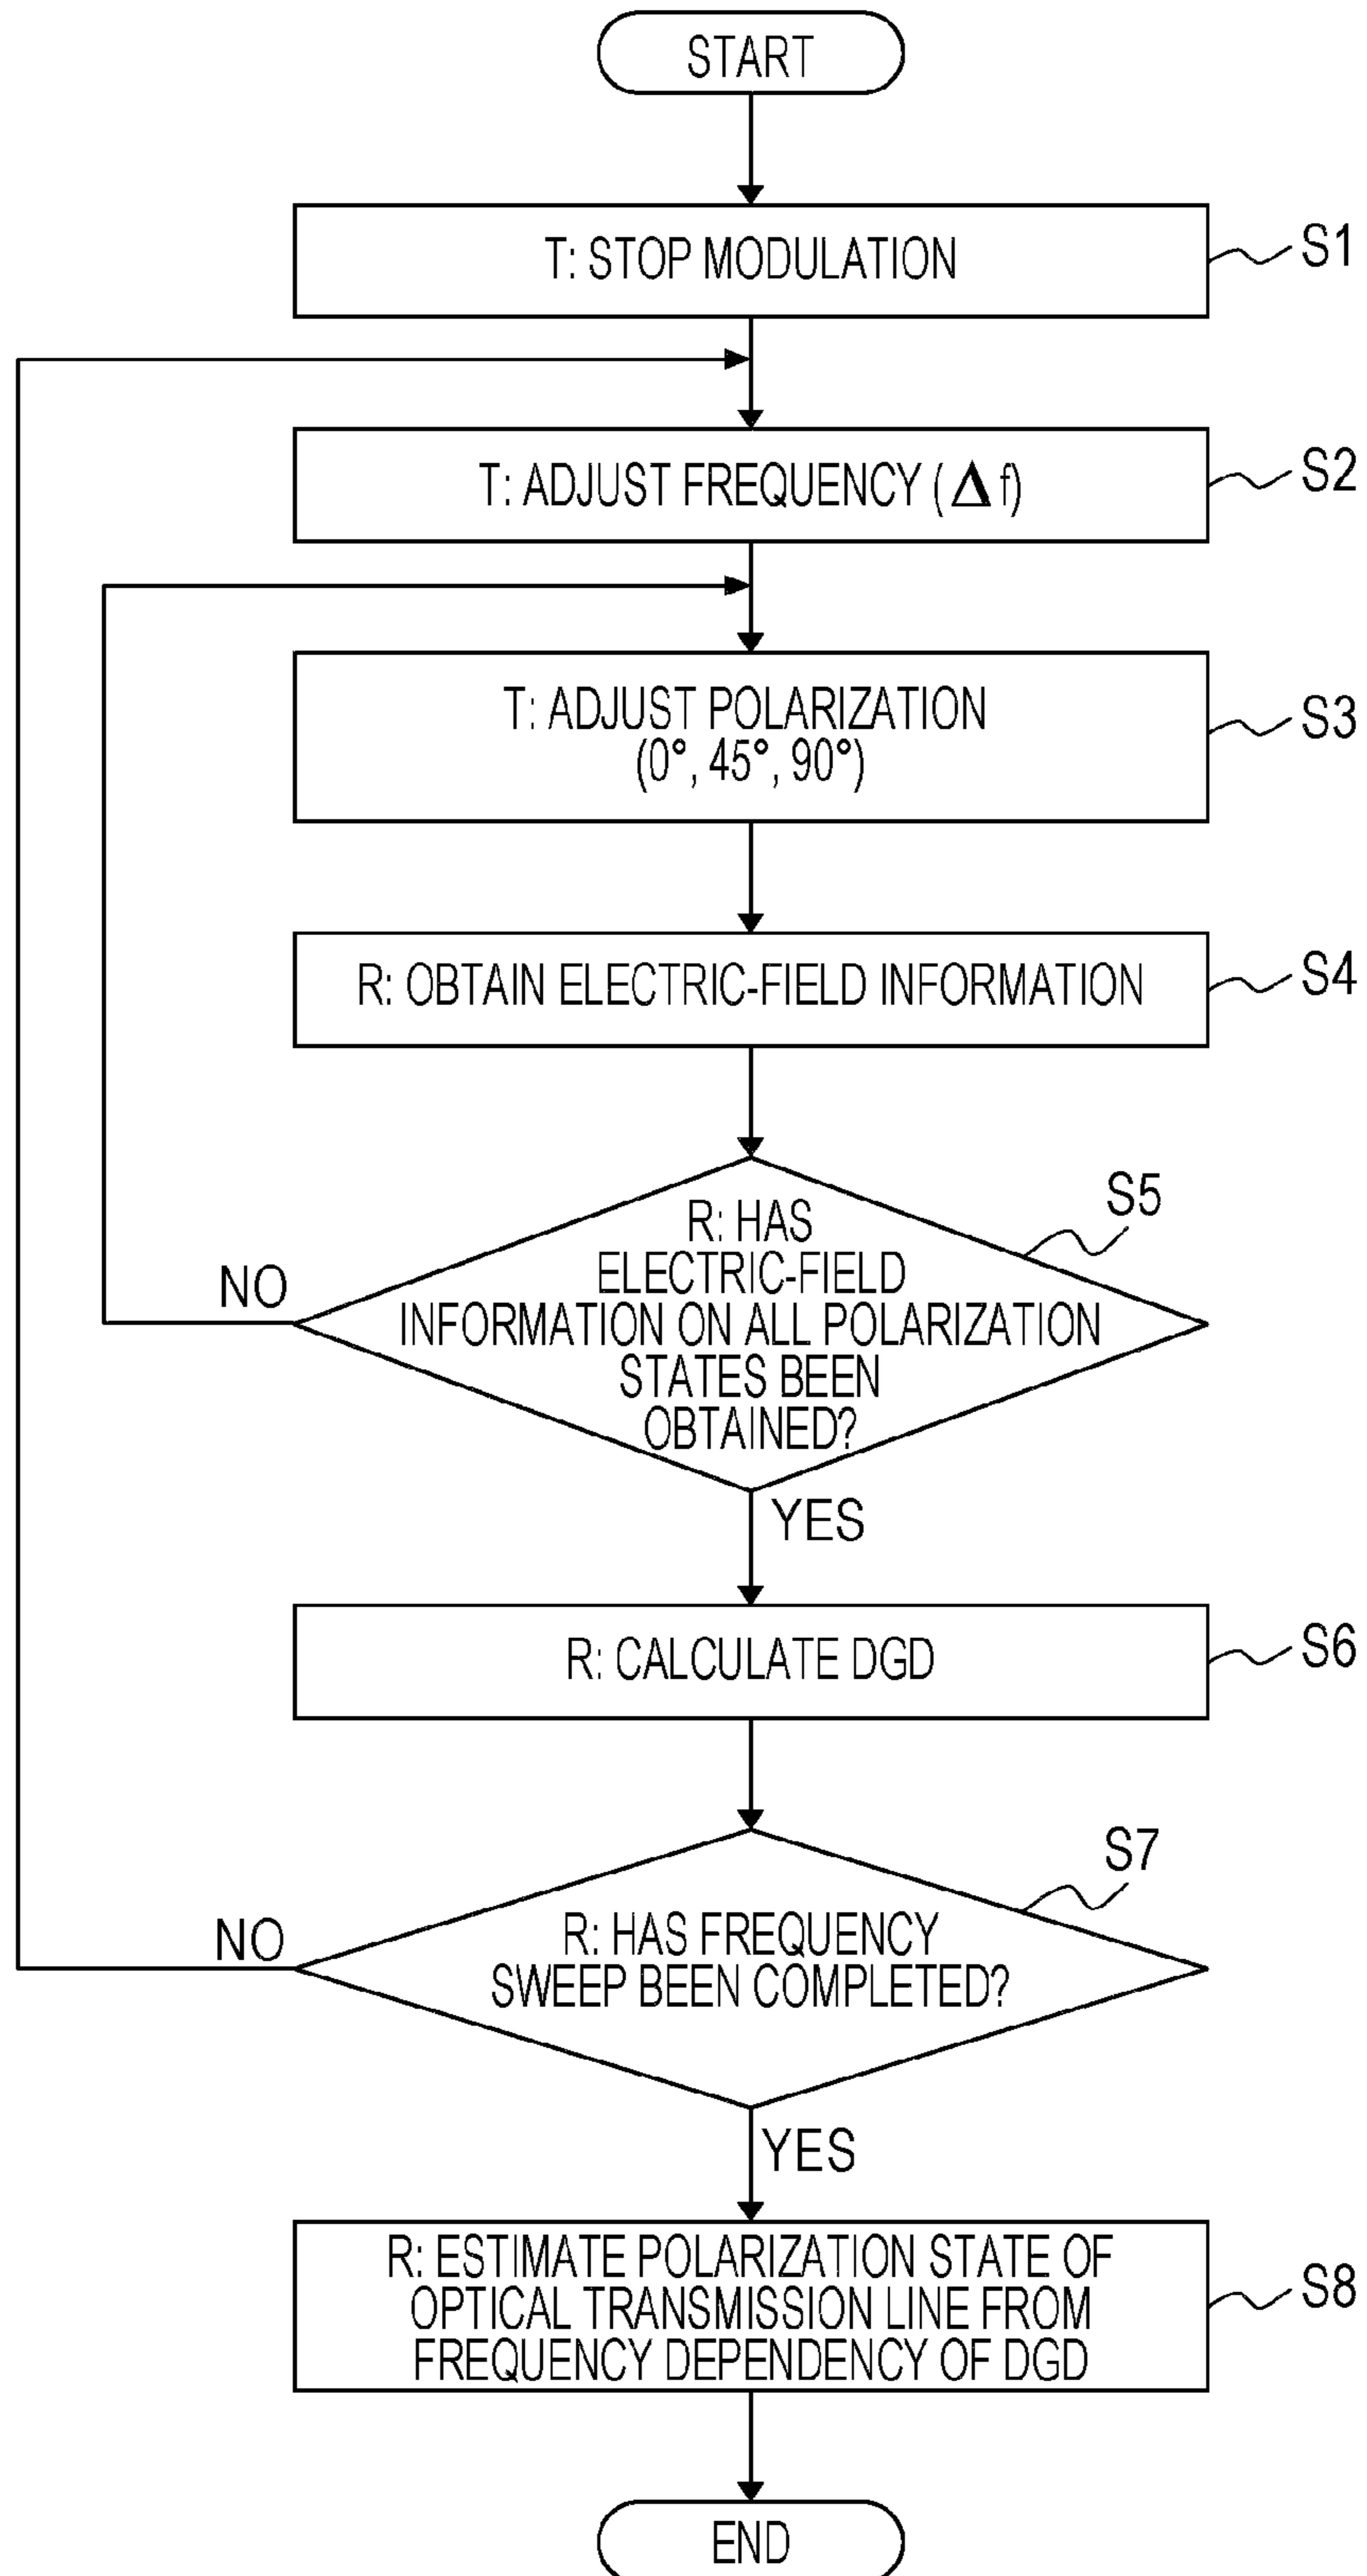 START
T: STOP MODULATION
S1
T: ADJUST FREQUENCY (Δf)
S2
T: ADJUST POLARIZATION
(0°, 45°, 90°)
S3
R: OBTAIN ELECTRIC-FIELD INFORMATION
S4
R: HAS
ELECTRIC-FIELD
INFORMATION ON ALL POLARIZATION
STATES BEEN
OBTAINED?
S5
NO
YES
R: CALCULATE DGD
S6
R: HAS FREQUENCY
SWEEP BEEN COMPLETED?
S7
NO
YES
R: ESTIMATE POLARIZATION STATE OF
OPTICAL TRANSMISSION LINE FROM
FREQUENCY DEPENDENCY OF DGD
S8
END